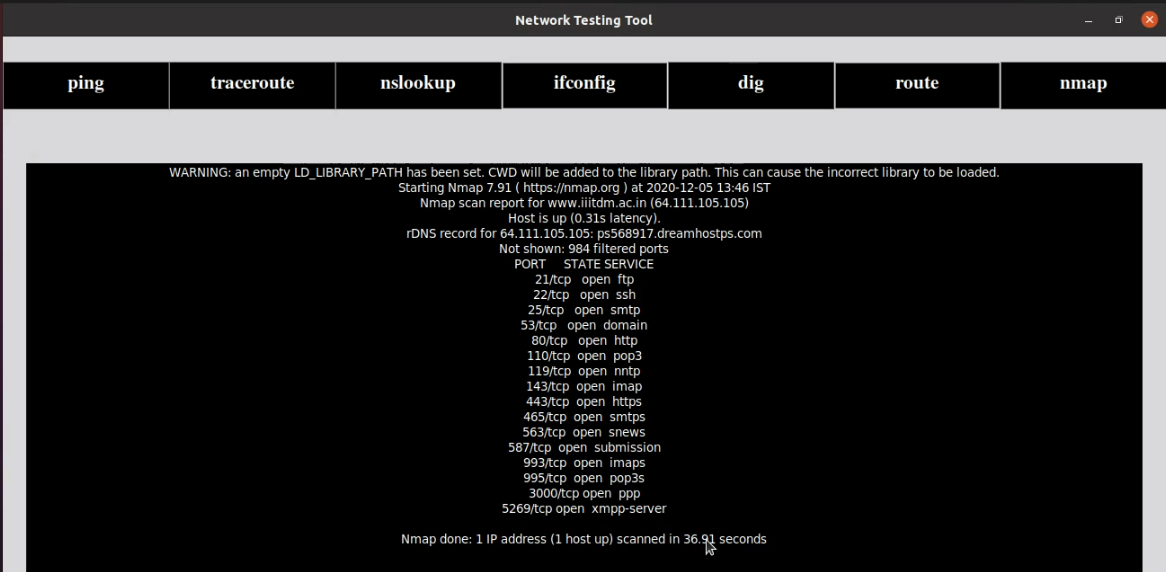 Network Testing Tool
ping traceroute nslookup ifconfig dig route nmap
WARNING: an empty LD_LIBRARY_PATH has been set. CWD will be added to the library path. This can cause the incorrect library to be loaded.
Starting Nmap 7.91 ( https://nmap.org ) at 2020-12-05 13:46 IST
Nmap scan report for www.iiitdm.ac.in (64.111.105.105)
Host is up (0.31s latency).
rDNS record for 64.111.105.105: ps568917.dreamhostps.com
Not shown: 984 filtered ports
PORT STATE SERVICE
21/tcp open ftp
22/tcp open ssh
25/tcp open smtp
53/tcp open domain
80/tcp open http
110/tcp open pop3
119/tcp open nntp
143/tcp open imap
443/tcp open https
465/tcp open smtps
563/tcp open snews
587/tcp open submission
993/tcp open imaps
995/tcp open pop3s
3000/tcp open ppp
5269/tcp open xmpp-server
Nmap done: 1 IP address (1 host up) scanned in 36.91 seconds